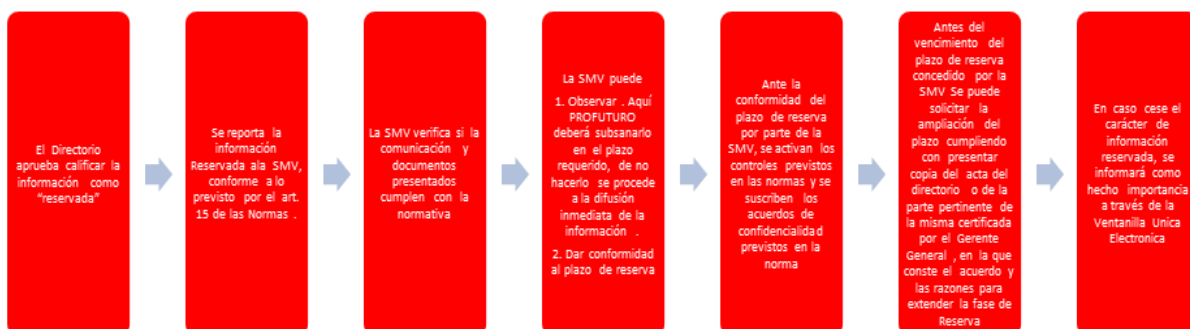 El Directorio
aprueba calificar la
información como
“reservada”
Se reporta la
información
Reservada ala SMV,
conforme a lo
previsto por el art.
15 de las Normas .
La SMV verifica si la
comunicación y
documentos
presentados
cumplen con la
normativa
La SMV puede
1. Observar . Aquí
PROFUTURO
deberá subsanarlo
en el plazo
requerido, de no
hacerlo se procede
a la difusión
inmediata de la
información .
2. Dar conformidad
al plazo de reserva
Ante la
conformidad del
plazo de reserva
por parte de la
SMV, se activan los
controles previstos
en las normas y se
suscriben los
acuerdos de
confidencialidad
previstos en la
norma
Antes del
vencimiento del
plazo de reserva
concedido por la
SMV Se puede
solicitar la
ampliación del
plazo cumpliendo
con presentar
copia del acta del
directorio o de la
parte pertinente de
la misma certificada
por el Gerente
General , en la que
conste el acuerdo y
las razones para
extender la fase de
Reserva
En caso cese el
carácter de
información
reservada, se
informará como
hecho importancia
a través de la
Ventanilla Unica
Electronica